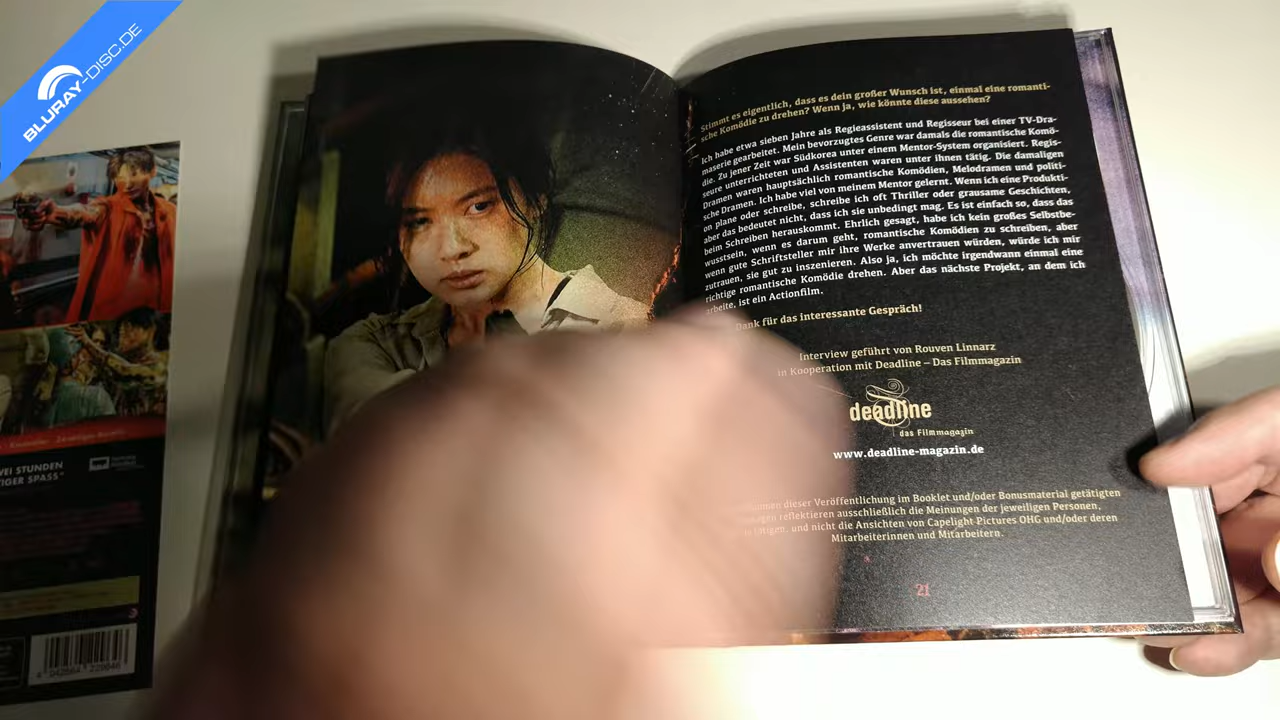 BLURAY-DISC.DE
Stimmt es eigentlich, dass es dein großer Wunsch ist, einmal eine romanti-
sche Komödie zu drehen? Wenn ja, wie könnte diese aussehen?
Ich habe etwa sieben Jahre als Regieassistent und Regisseur bei einer TV-Dra-
maserie gearbeitet. Mein bevorzugtes Genre war damals die romantische Komö-
die. Zu jener Zeit war Südkorea unter einem Mentor-System organisiert. Regis-
seure unterrichteten und Assistenten waren unter ihnen tätig. Die damaligen
Dramen waren hauptsächlich romantische Komödien, Melodramen und politi-
sche Dramen. Ich habe viel von meinem Mentor gelernt. Wenn ich eine Produkti-
on plane oder schreibe, schreibe ich oft Thriller oder grausame Geschichten,
aber das bedeutet nicht, dass ich sie unbedingt mag. Es ist einfach so, dass das
beim Schreiben herauskommt. Ehrlich gesagt, habe ich kein großes Selbstbe-
wusstsein, wenn es darum geht, romantische Komödien zu schreiben, aber
wenn gute Schriftsteller mir ihre Werke anvertrauen würden, würde ich mir
zutrauen, sie gut zu inszenieren. Also ja, ich möchte irgendwann einmal eine
richtige romantische Komödie drehen. Aber das nächste Projekt, an dem ich
arbeite, ist ein Actionfilm.
Dank für das interessante Gespräch!
Interview geführt von Rouven Linnarz
in Kooperation mit Deadline – Das Filmmagazin
deadline
das Filmmagazin
www.deadline-magazin.de
dieser Veröffentlichung im Booklet und/oder Bonusmaterial getätigten
reflektieren ausschließlich die Meinungen der jeweiligen Personen,
und nicht die Ansichten von Capelight Pictures OHG und/oder deren
Mitarbeiterinnen und Mitarbeitern.
21
STUNDEN
SPASS"